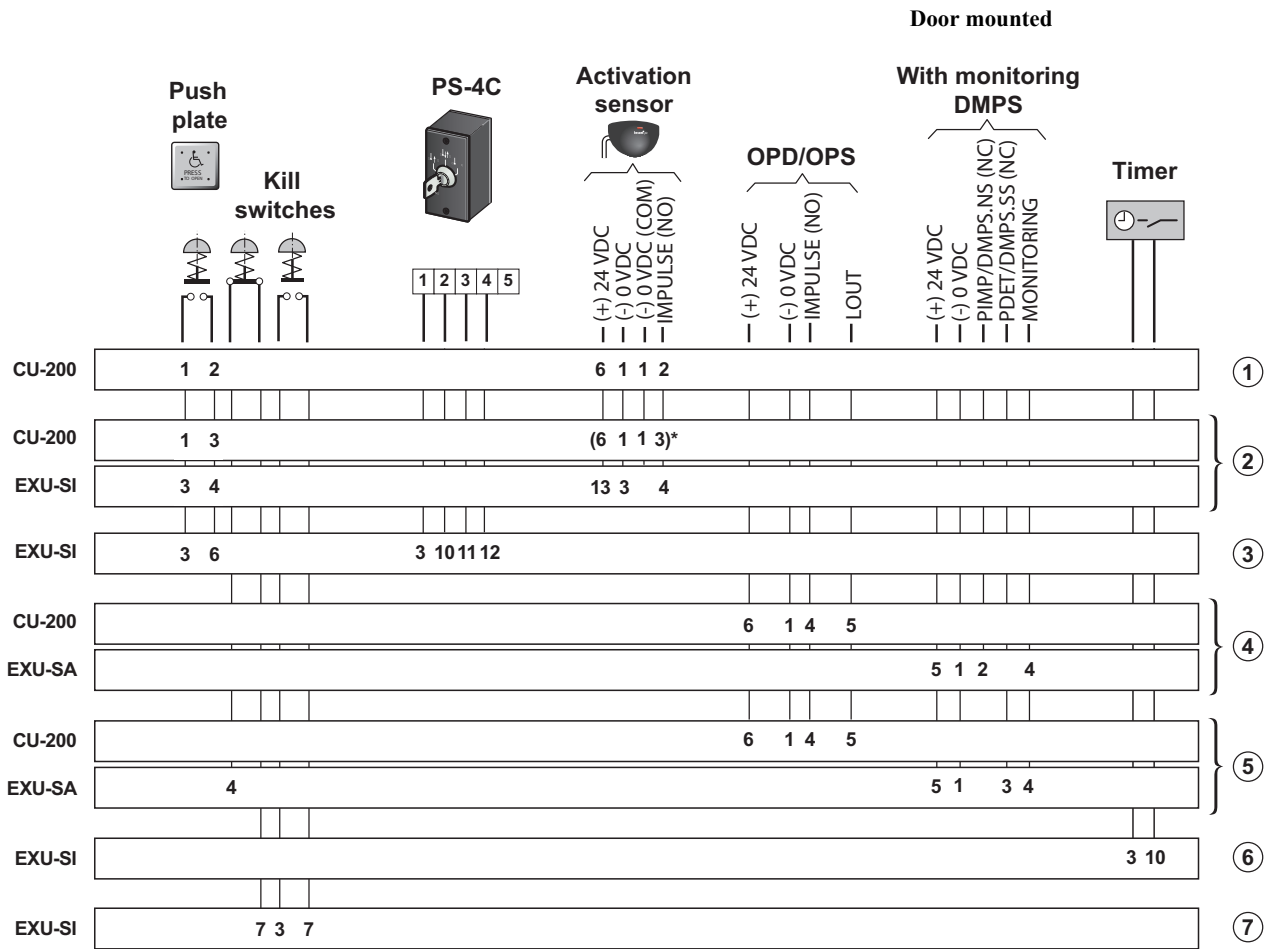 Door mounted
Push
plate
PRESS
TO OPEN
Kill
switches
PS-4C
1 2 3 4 5
Activation
sensor
(+) 24 VDC
(-) 0 VDC
(-) 0 VDC (COM)
IMPULSE (NO)
OPD/OPS
(+) 24 VDC
(-) 0 VDC
IMPULSE (NO)
LOUT
With monitoring
DMPS
(+) 24 VDC
(-) 0 VDC
PIMP/DMPS.NS (NC)
PDET/DMPS.SS (NC)
MONITORING
Timer
CU-200 1 2 6 1 1 2 1
CU-200 1 3 (6 1 1 3)*
2
EXU-SI 3 4 13 3 4
EXU-SI 3 6 3 10 11 12 3
CU-200 6 1 4 5
4
EXU-SA 5 1 2 4
CU-200 6 1 4 5
5
EXU-SA 4 5 1 3 4
EXU-SI 3 10 6
EXU-SI 7 3 7 7